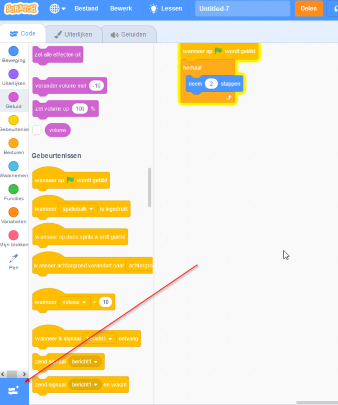 SCRATCH
Bestand
Bewerk
Lessen
Untitled-7
Delen
Code
Uiterlijken
Geluiden
Beweging
Uiterlijken
Geluid
Gebeurtenissen
Besturen
Waarnemen
Functies
Variabelen
Mijn blokken
Pen
zet alle effecten uit
verander volume met -10
zet volume op 100 %
volume
Gebeurtenissen
wanneer op wordt geklikt
wanneer spatiebalk is ingedrukt
wanneer op deze sprite wordt geklikt
wanneer achtergrond verandert naar
wanneer volume > 10
wanneer ik signaal bericht1 ontvang
zend signaal bericht1
zend signaal bericht1 en wacht
wanneer op wordt geklikt
herhaal
neem 2 stappen